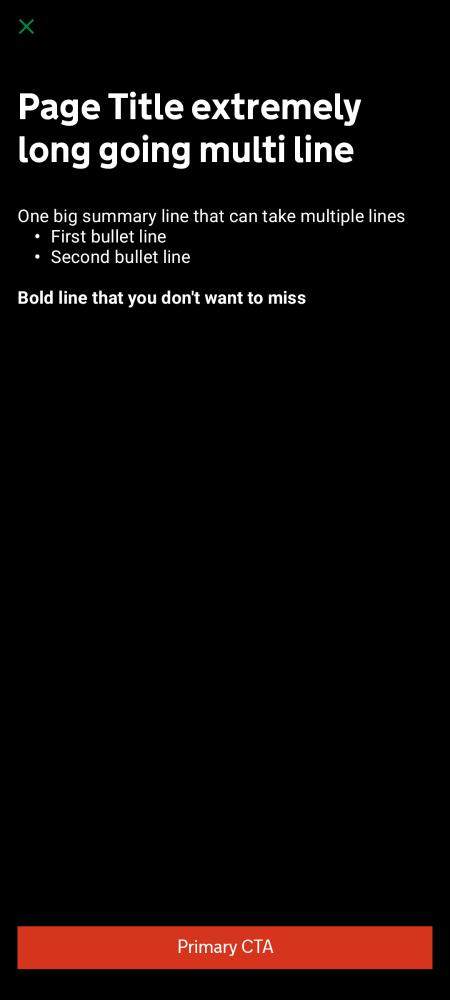 Page Title extremely
long going multi line
One big summary line that can take multiple lines
• First bullet line
• Second bullet line
Bold line that you don't want to miss
Primary CTA